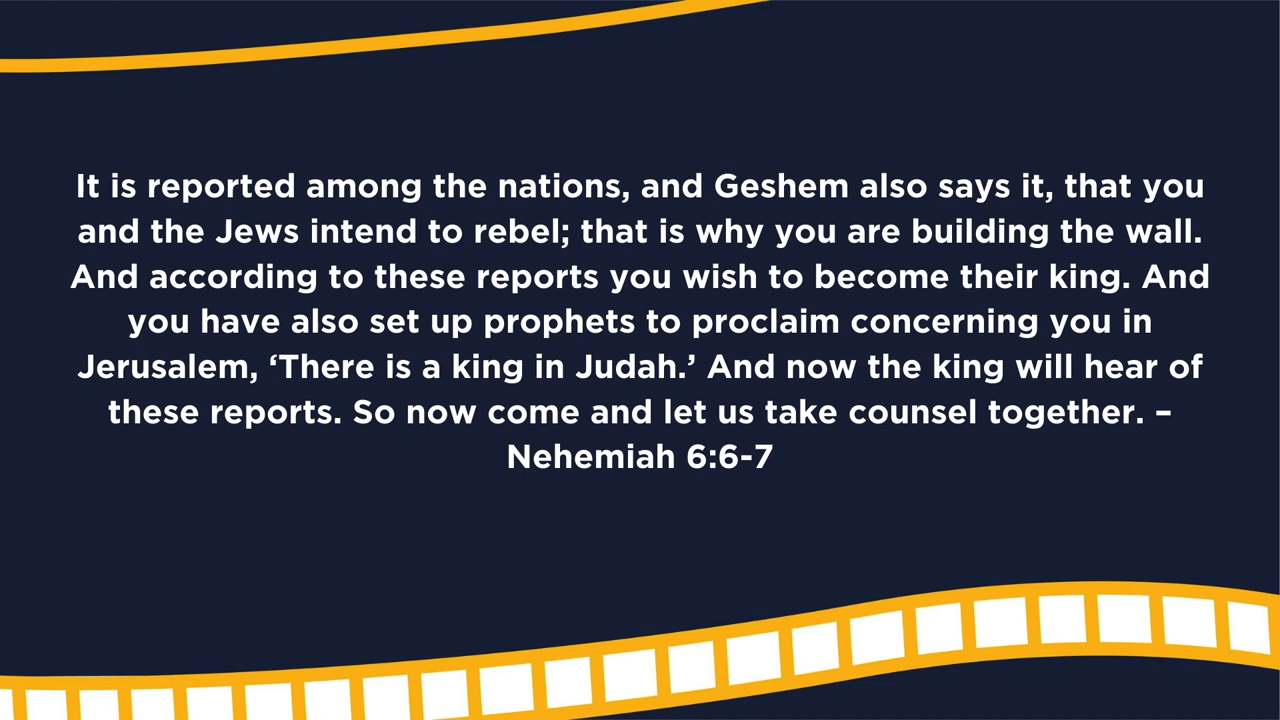 It is reported among the nations, and Geshem also says it, that you
and the Jews intend to rebel; that is why you are building the wall.
And according to these reports you wish to become their king. And
you have also set up prophets to proclaim concerning you in
Jerusalem, ‘There is a king in Judah.’ And now the king will hear of
these reports. So now come and let us take counsel together. –
Nehemiah 6:6-7